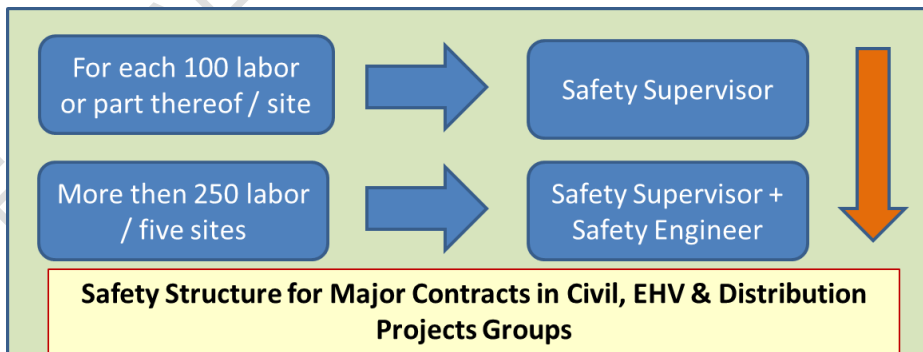 For each 100 labor
or part thereof / site
Safety Supervisor
More then 250 labor
/ five sites
Safety Supervisor +
Safety Engineer
Safety Structure for Major Contracts in Civil, EHV & Distribution
Projects Groups